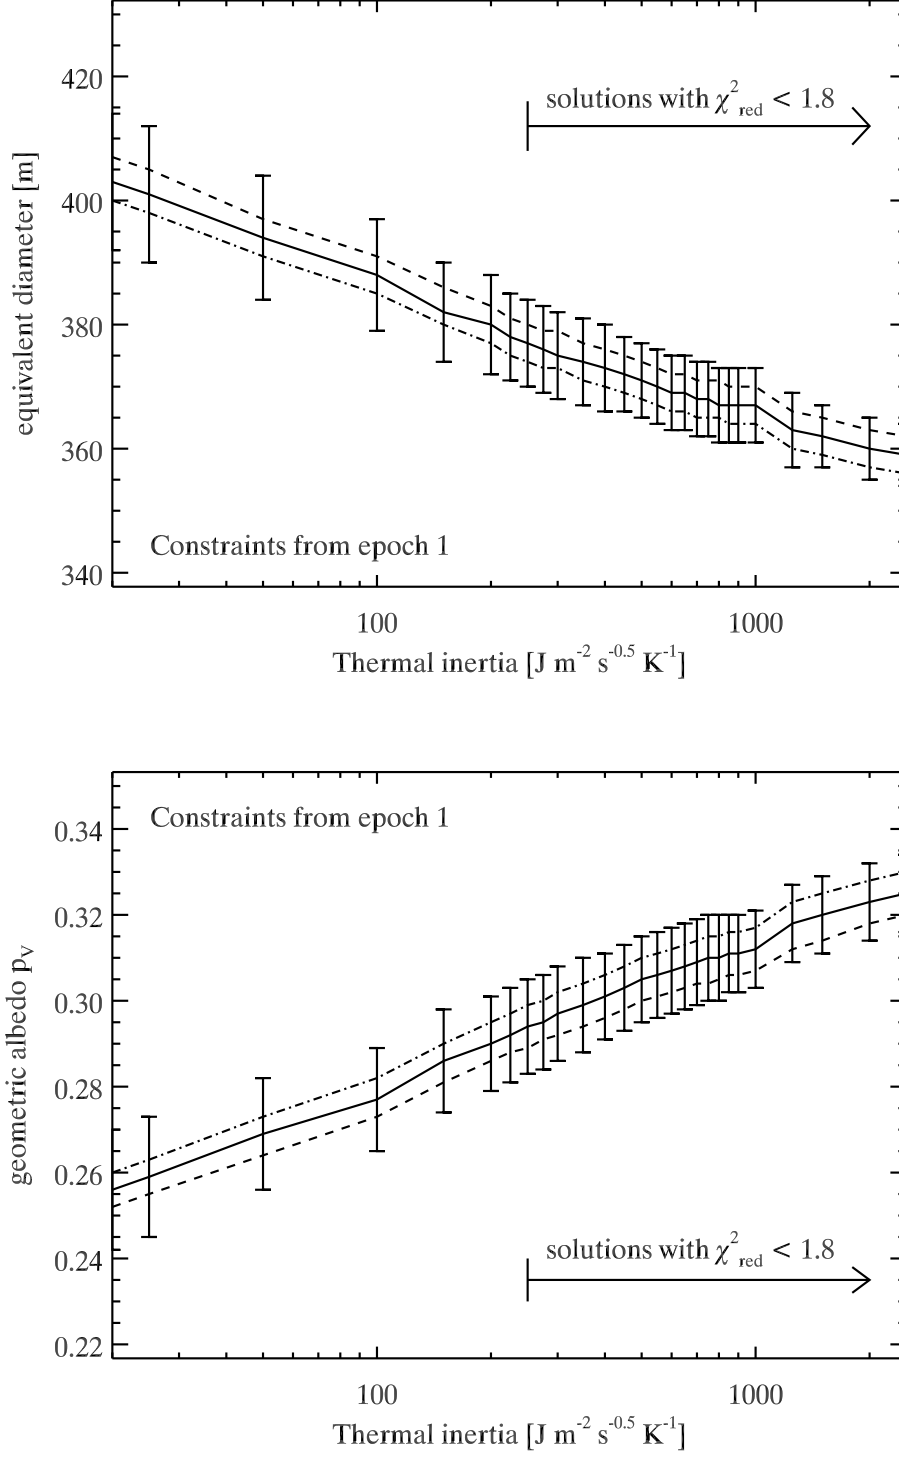 420
400
380
360
340
equivalent diameter [m]
solutions with χ²red < 1.8
Constraints from epoch 1
100 1000
Thermal inertia [J m⁻² s⁻⁰·⁵ K⁻¹]
Constraints from epoch 1
0.34
0.32
0.30
0.28
0.26
0.24
0.22
geometric albedo pV
solutions with χ²red < 1.8
100 1000
Thermal inertia [J m⁻² s⁻⁰·⁵ K⁻¹]